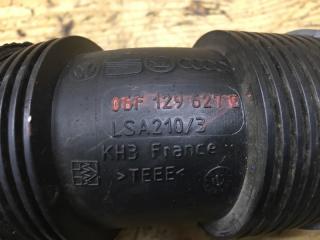 06F 129 627 G
LSA210/3
KH3 France
>TEEE<